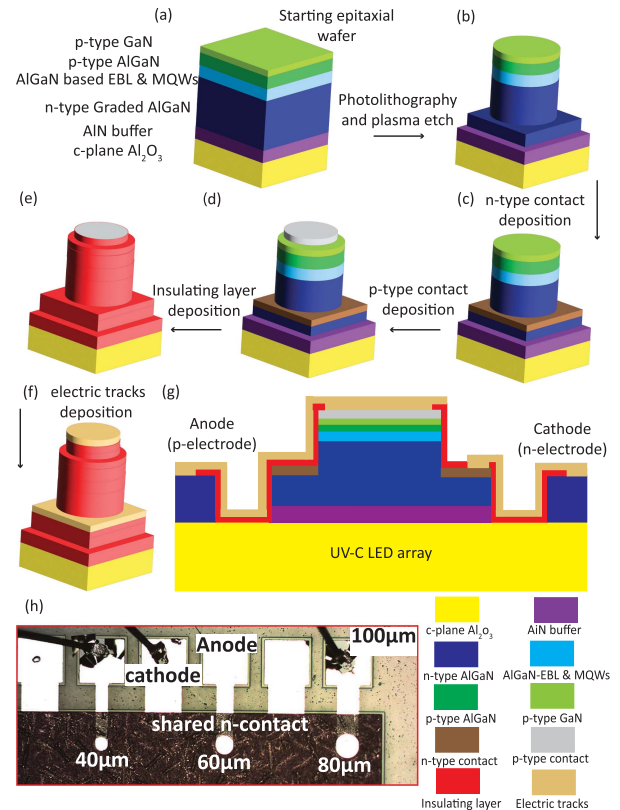 (a)
Starting epitaxial
wafer
(b)
p-type GaN
p-type AlGaN
AlGaN based EBL & MQWs
n-type Graded AlGaN
AlN buffer
c-plane Al₂O₃
Photolithography
and plasma etch
(e)
(d)
(c)
n-type contact
deposition
Insulating layer
deposition
p-type contact
deposition
(f)
electric tracks
deposition
(g)
Anode
(p-electrode)
Cathode
(n-electrode)
UV-C LED array
(h)
100μm
Anode
cathode
shared n-contact
40μm
60μm
80μm
c-plane Al₂o₃
AiN buffer
n-type AlGaN
AlGaN-EBL & MQWs
p-type AlGaN
p-type GaN
n-type contact
p-type contact
Insulating layer
Electric tracks